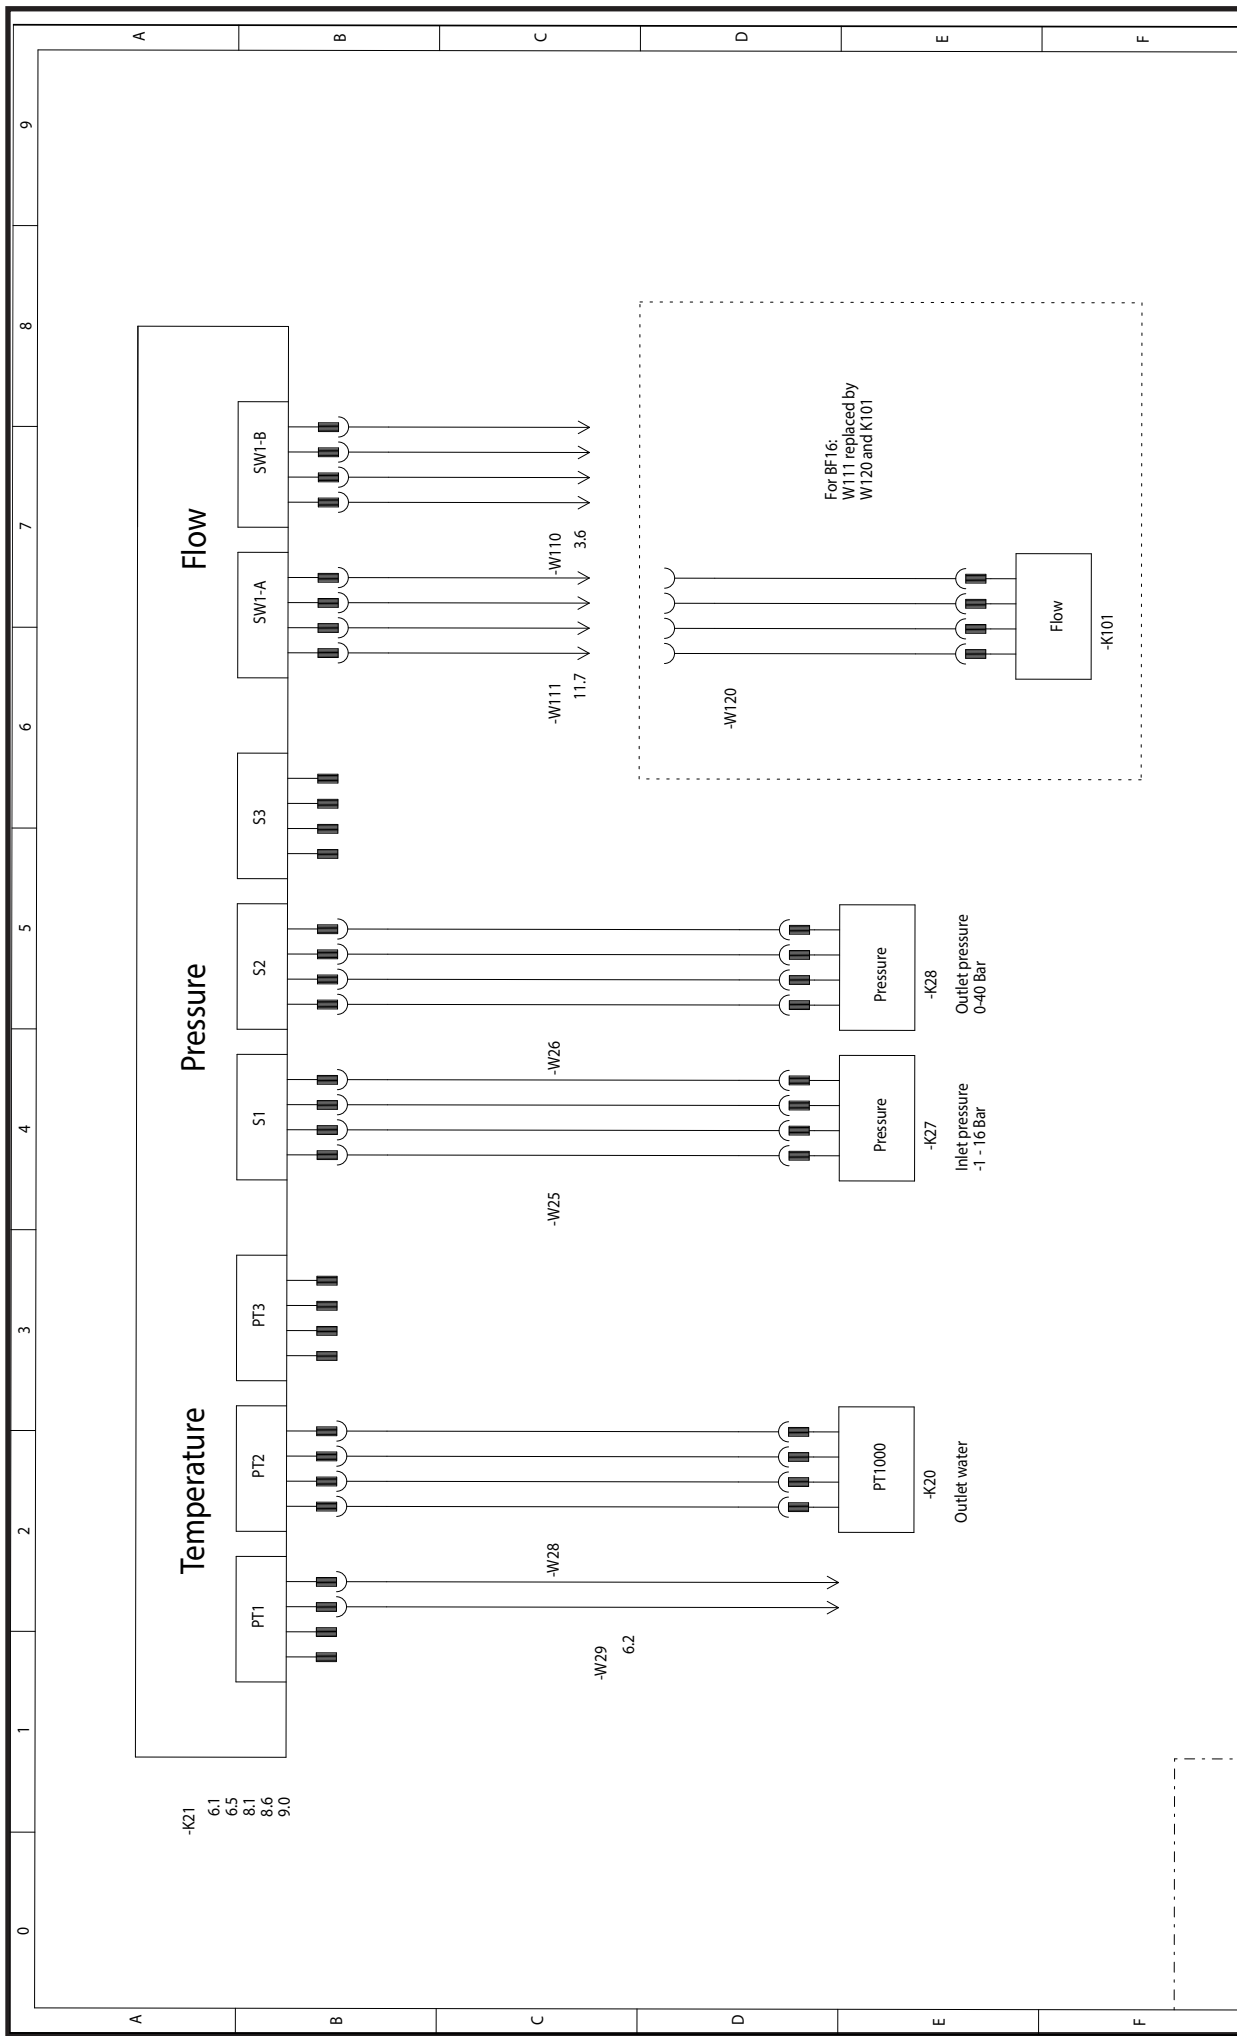 0 1 2 3 4 5 6 7 8 9
A
B
C
D
E
F
A
B
C
D
E
F
-K21
6.1
6.5
8.1
8.6
9.0
Temperature
Pressure
Flow
PT1
PT2
PT3
S1
S2
S3
SW1-A
SW1-B
-W29
6.2
-W28
-W25
-W26
-W111
11.7
-W110
3.6
PT1000
-K20
Outlet water
Pressure
-K27
Inlet pressure
-1 - 16 Bar
Pressure
-K28
Outlet pressure
0-40 Bar
-W120
For BF16:
W111 replaced by
W120 and K101
Flow
-K101